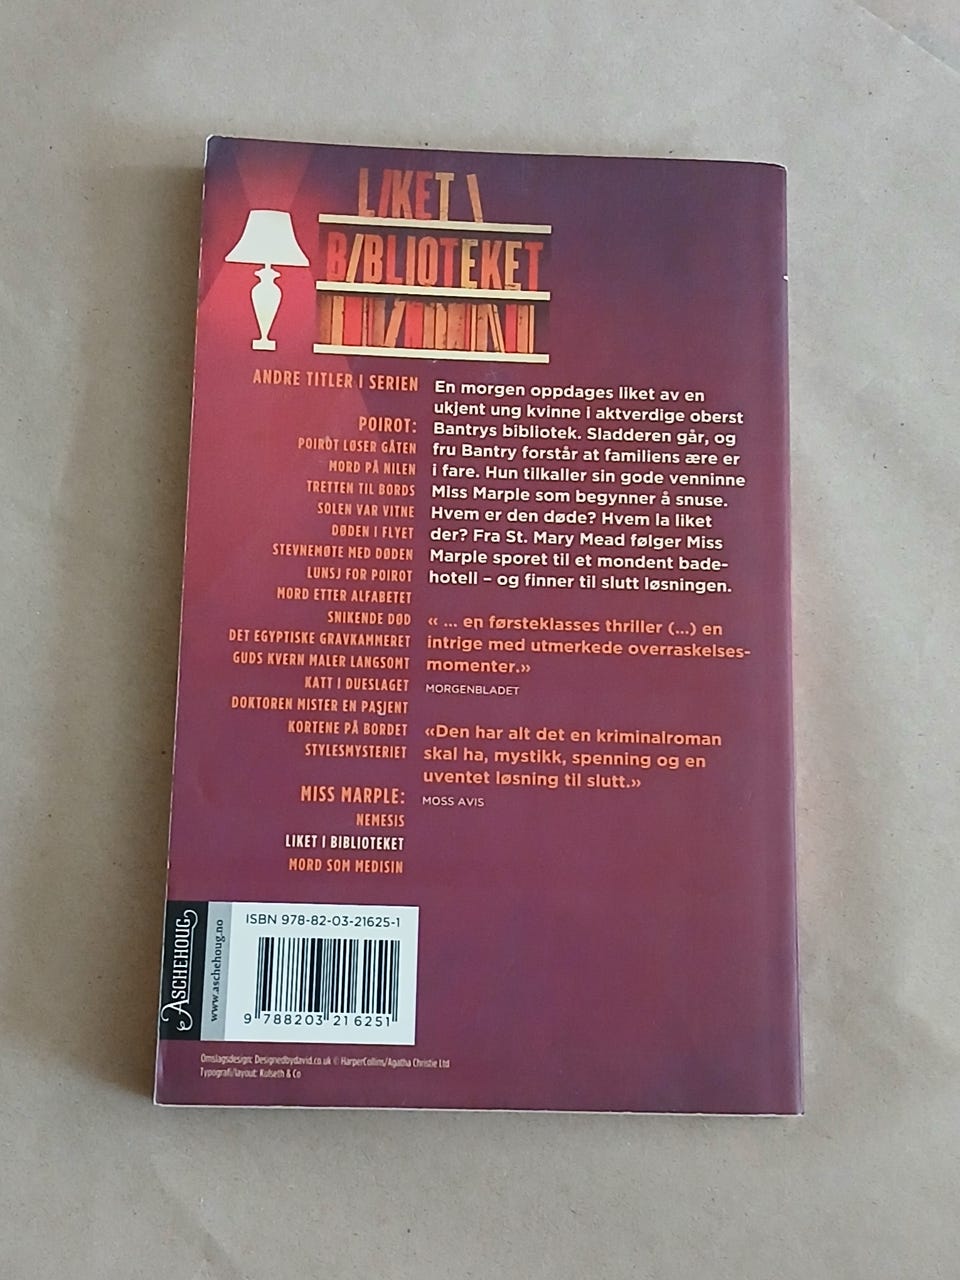 LIKET I
BIBLIOTEKET
ANDRE TITLER I SERIEN
POIROT:
POIROT LØSER GÅTEN
MORD PÅ NILEN
TRETTEN TIL BORDS
SOLEN VAR VITNE
DØDEN I FLYET
STEVNEMØTE MED DØDEN
LUNSJ FOR POIROT
MORD ETTER ALFABETET
SNIKENDE DØD
DET EGYPTISKE GRAVKAMMERET
GUDS KVERN MALER LANGSOMT
KATT I DUESLAGET
DOKTOREN MISTER EN PASJENT
KORTENE PÅ BORDET
STYLESMYSTERIET
MISS MARPLE:
NEMESIS
LIKET I BIBLIOTEKET
MORD SOM MEDISIN
En morgen oppdages liket av en
ukjent ung kvinne i aktverdige oberst
Bantrys bibliotek. Sladderen går, og
fru Bantry forstår at familiens ære er
i fare. Hun tilkaller sin gode venninne
Miss Marple som begynner å snuse.
Hvem er den døde? Hvem la liket
der? Fra St. Mary Mead følger Miss
Marple sporet til et mondent bade-
hotell – og finner til slutt løsningen.
« ... en førsteklasses thriller (...) en
intrige med utmerkede overraskelses-
momenter.»
MORGENBLADET
«Den har alt det en kriminalroman
skal ha, mystikk, spenning og en
uventet løsning til slutt.»
MOSS AVIS
ASCHEHOUG
www.aschehoug.no
ISBN 978-82-03-21625-1
9 788203 216251
Omslagsdesign: Designedbydavid.co.uk © HarperCollins/Agatha Christie Ltd
Typografi/layout: Kulseth & Co